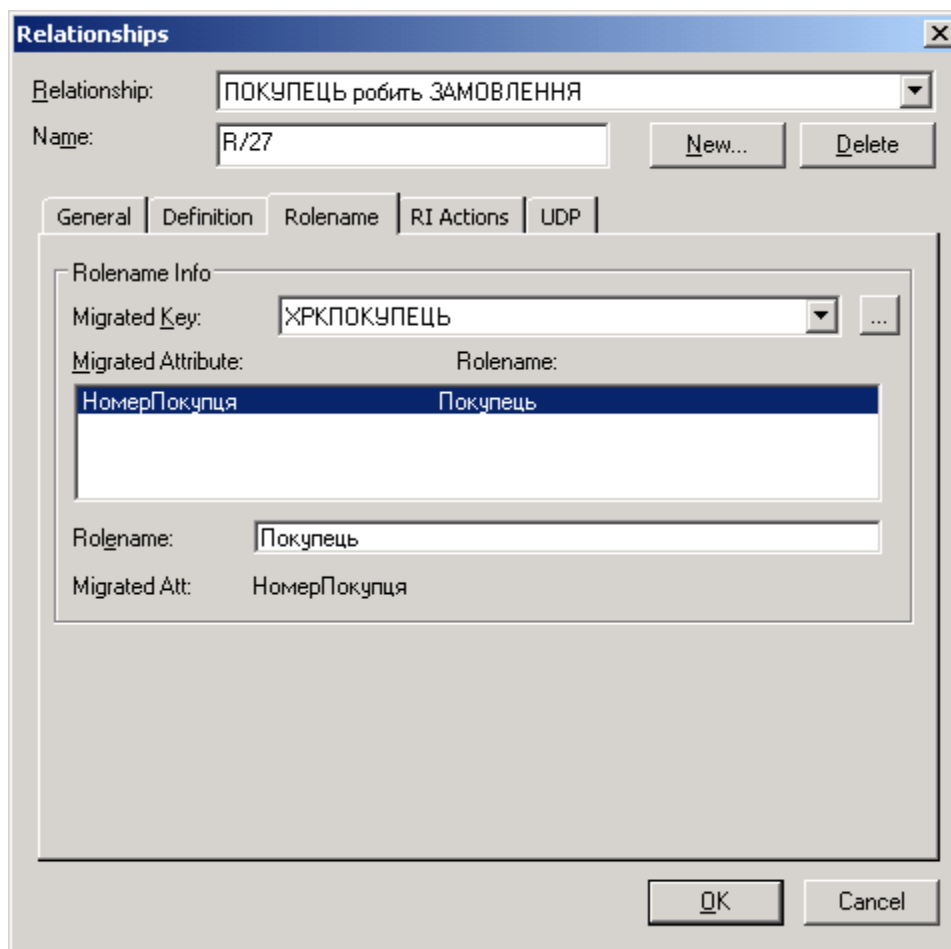 Relationships
Relationship: ПОКУПЕЦЬ робить ЗАМОВЛЕННЯ
Name: R/27 New... Delete
General Definition Rolename RI Actions UDP
Rolename Info
Migrated Key: ХРКПОКУПЕЦЬ ...
Migrated Attribute: Rolename:
НомерПокупця Покупець
Rolename: Покупець
Migrated Att: НомерПокупця
OK Cancel